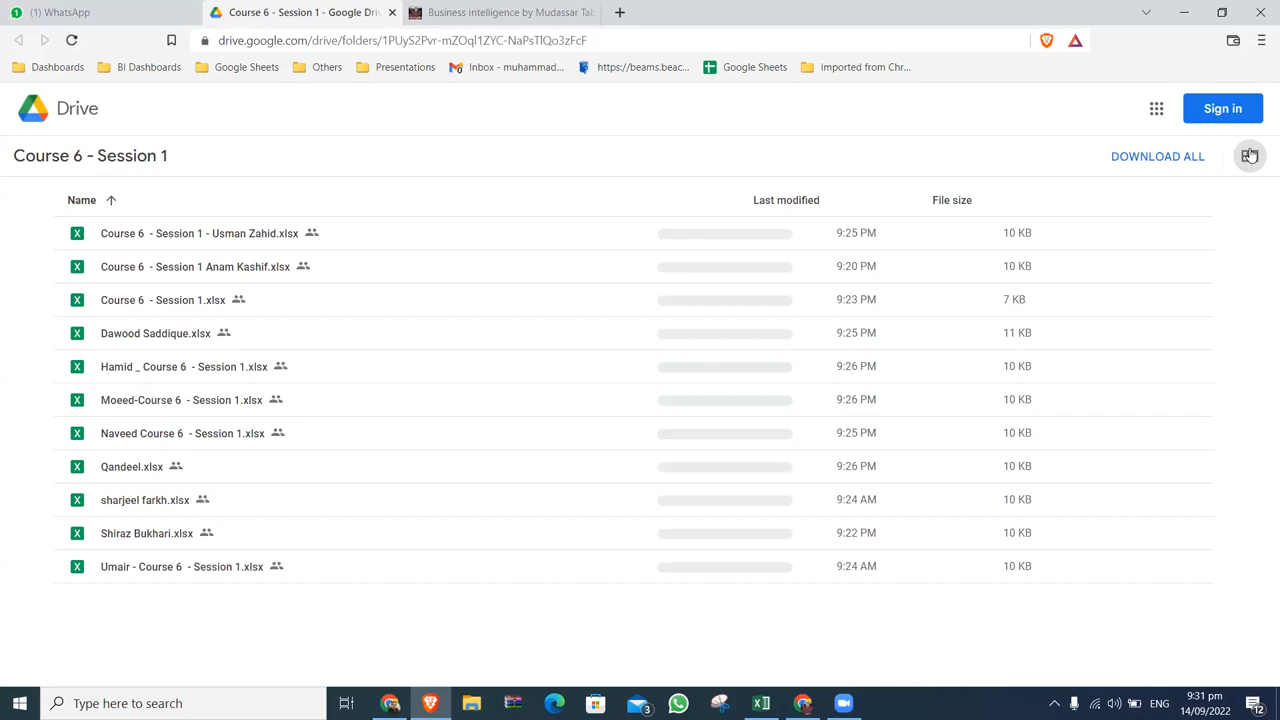 WhatsApp
Course 6 - Session 1 - Google Driv
Business Intelligence by Mudassar Tab
drive.google.com/drive/folders/1PUyS2Pvr-mZOql1ZYC-NaPsTlQo3zFcF
Dashboards
BI Dashboards
Google Sheets
Others
Presentations
Inbox - muhammad...
https://beams.beac...
Google Sheets
Imported from Chr...
Drive
Sign in
Course 6 - Session 1
DOWNLOAD ALL
Name
Last modified
File size
Course 6 - Session 1 - Usman Zahid.xlsx
9:25 PM
10 KB
Course 6 - Session 1 Anam Kashif.xlsx
9:20 PM
10 KB
Course 6 - Session 1.xlsx
9:23 PM
7 KB
Dawood Saddique.xlsx
9:25 PM
11 KB
Hamid _ Course 6 - Session 1.xlsx
9:26 PM
10 KB
Moeed-Course 6 - Session 1.xlsx
9:26 PM
10 KB
Naveed Course 6 - Session 1.xlsx
9:25 PM
10 KB
Qandeel.xlsx
9:26 PM
10 KB
sharjeel farkh.xlsx
9:24 AM
10 KB
Shiraz Bukhari.xlsx
9:22 PM
10 KB
Umair - Course 6 - Session 1.xlsx
9:24 AM
10 KB
Type here to search
3
ENG
9:31 pm
14/09/2022
12